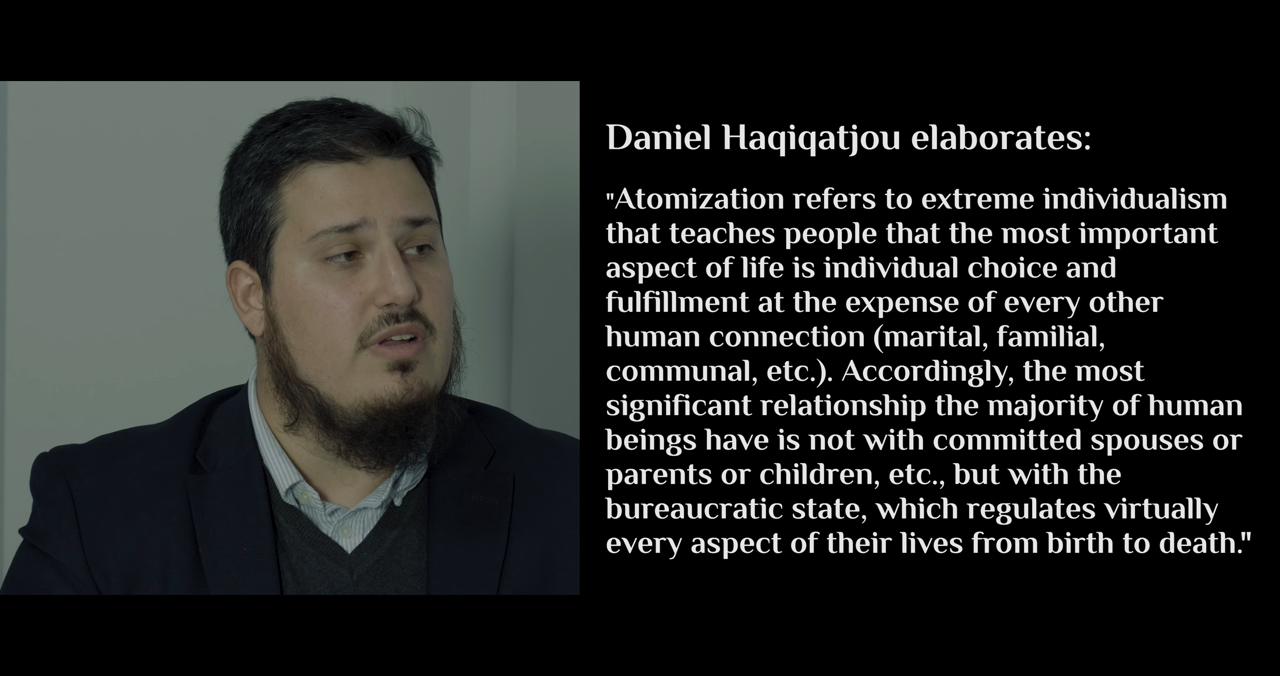 Daniel Haqiqatjou elaborates:
"Atomization refers to extreme individualism
that teaches people that the most important
aspect of life is individual choice and
fulfillment at the expense of every other
human connection (marital, familial,
communal, etc.). Accordingly, the most
significant relationship the majority of human
beings have is not with committed spouses or
parents or children, etc., but with the
bureaucratic state, which regulates virtually
every aspect of their lives from birth to death."